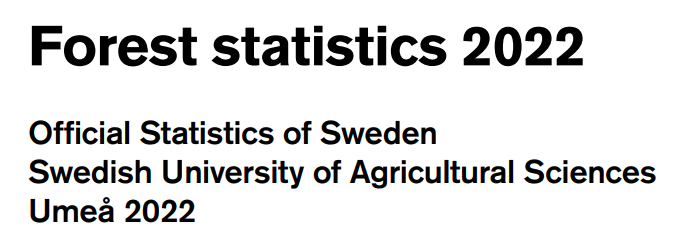 Forest statistics 2022
Official Statistics of Sweden
Swedish University of Agricultural Sciences
Umeå 2022